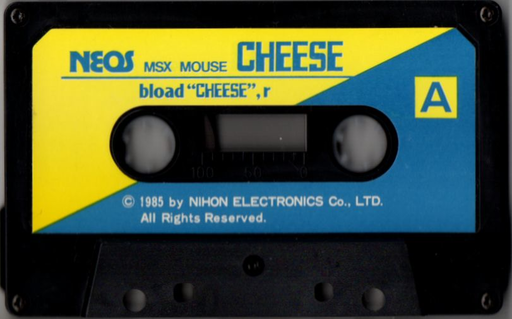 NEOS MSX MOUSE CHEESE
bload "CHEESE", r
A
100 50 0
© 1985 by NIHON ELECTRONICS Co., LTD.
All Rights Reserved.